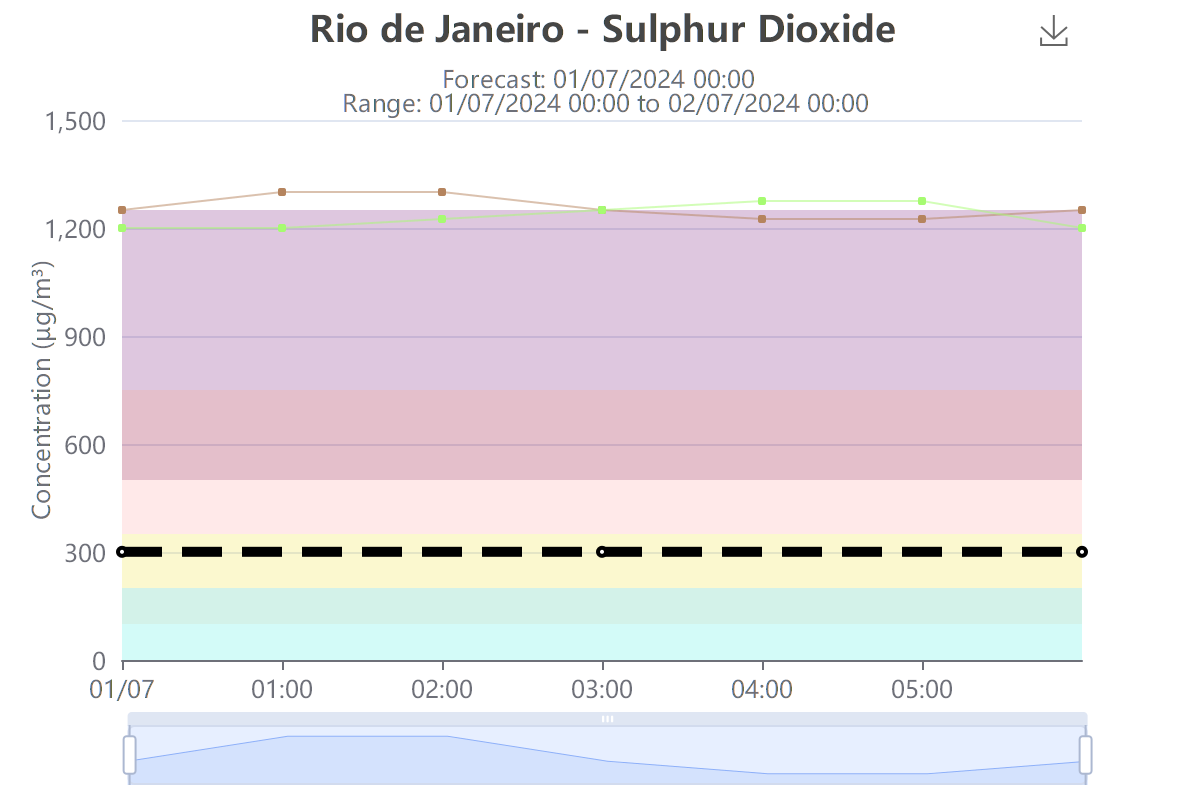 Rio de Janeiro - Sulphur Dioxide
Forecast: 01/07/2024 00:00
Range: 01/07/2024 00:00 to 02/07/2024 00:00
Concentration (µg/m³)
1,500
1,200
900
600
300
0
01/07 01:00 02:00 03:00 04:00 05:00